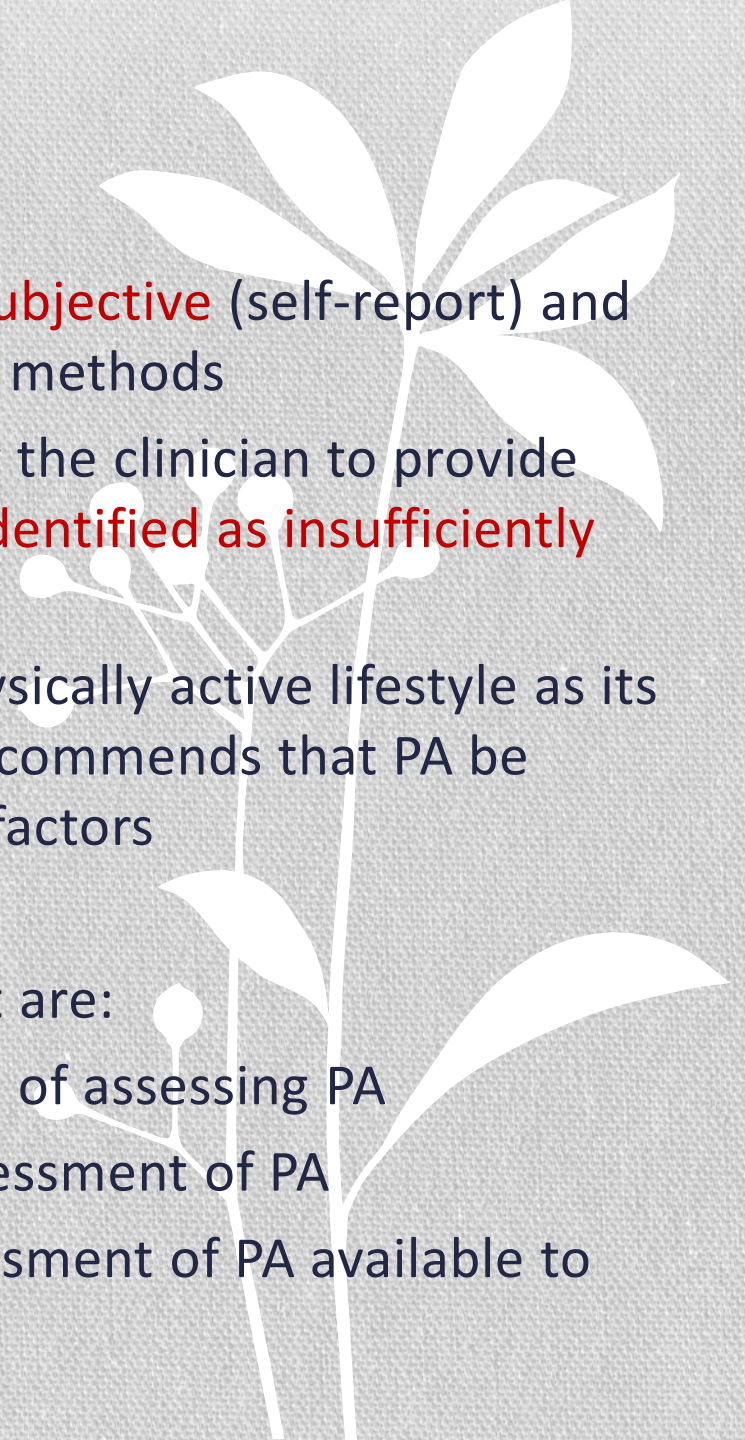 ubjective (self-report) and
methods
the clinician to provide
dentified as insufficiently
ysically active lifestyle as its
commends that PA be
factors
are:
of assessing PA
essment of PA
sment of PA available to